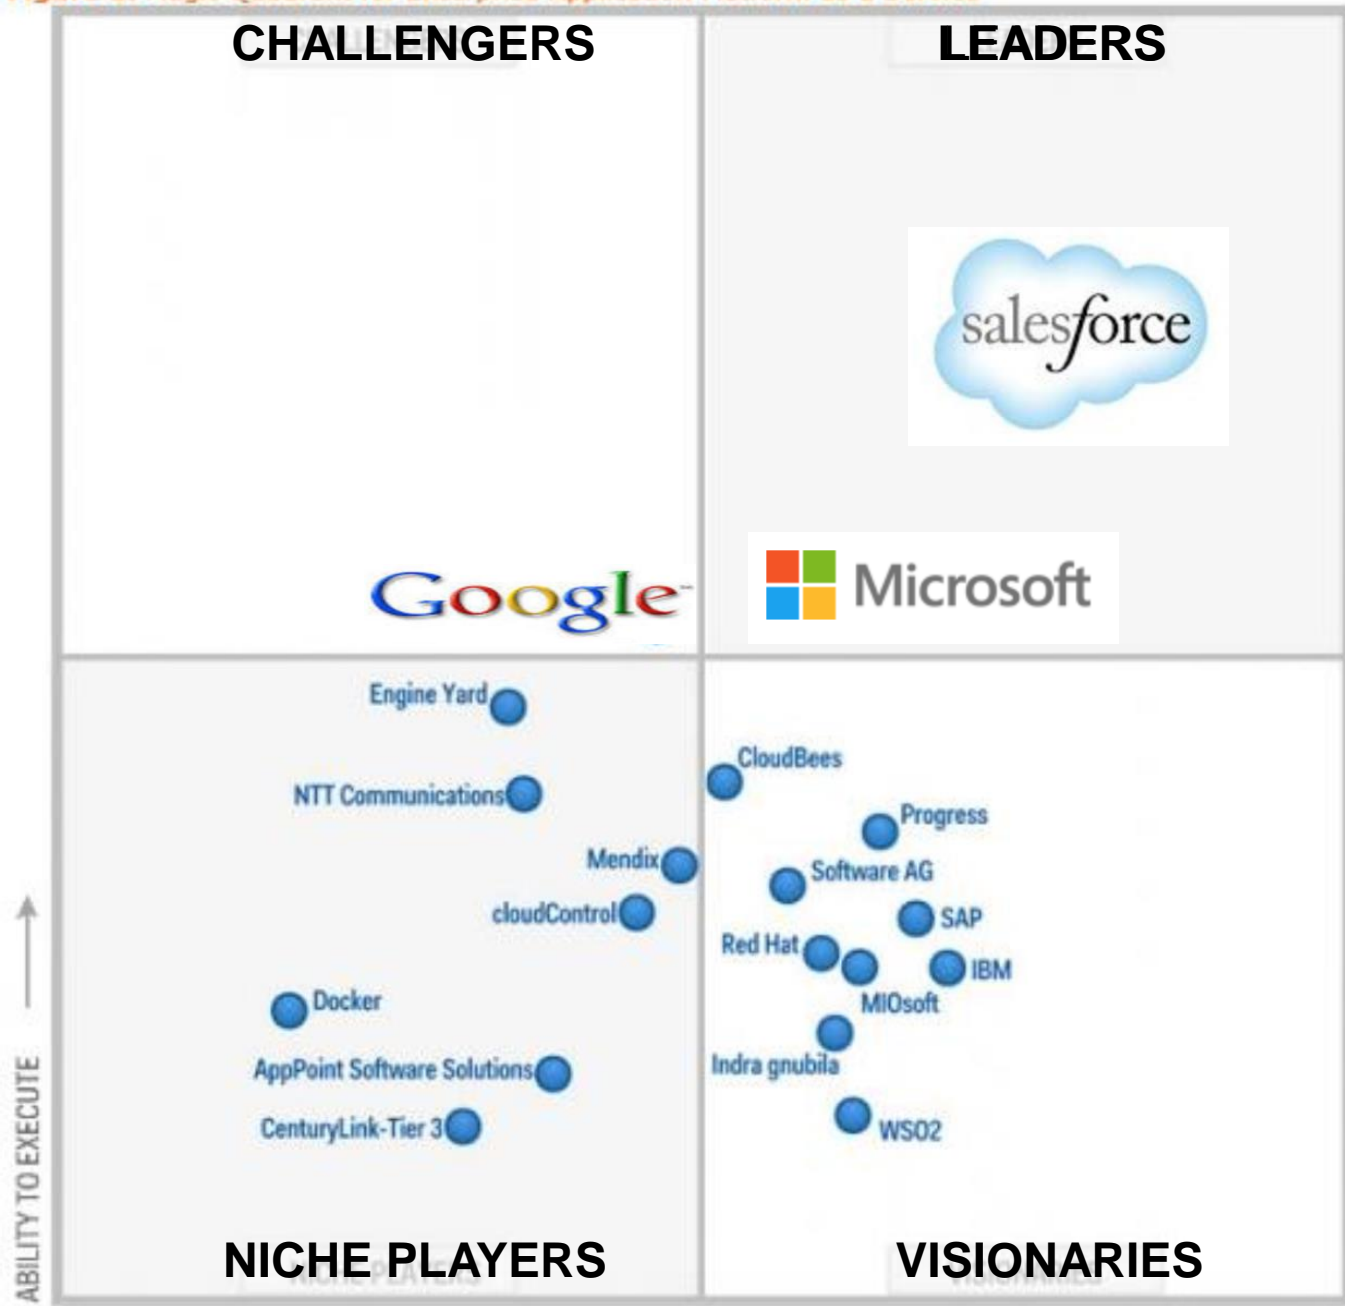 CHALLENGERS
LEADERS
salesforce
Google™
Microsoft
Engine Yard
NTT Communications
Mendix
cloudControl
Docker
AppPoint Software Solutions
CenturyLink-Tier 3
CloudBees
Progress
Software AG
SAP
Red Hat
IBM
MIOsoft
Indra gnubila
WSO2
ABILITY TO EXECUTE
NICHE PLAYERS
VISIONARIES